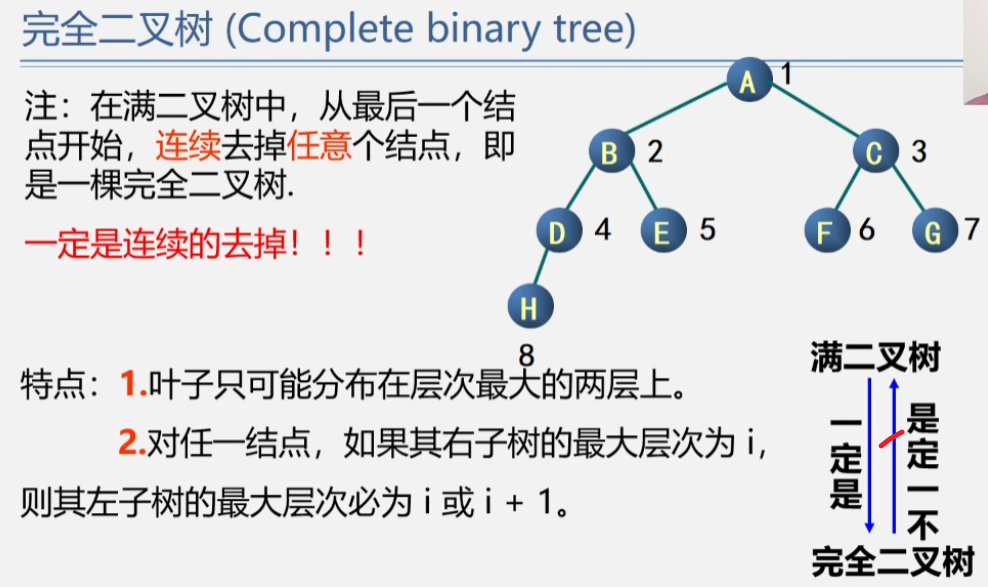 完全二叉树 (Complete binary tree)
注：在满二叉树中，从最后一个结
点开始，连续去掉任意个结点，即
是一棵完全二叉树.
一定是连续的去掉！！！
A 1
B 2
C 3
D 4
E 5
F 6
G 7
H
8
特点：1.叶子只可能分布在层次最大的两层上。
2.对任一结点，如果其右子树的最大层次为 i，
则其左子树的最大层次必为 i 或 i + 1。
满二叉树
一定是
是定一不
完全二叉树